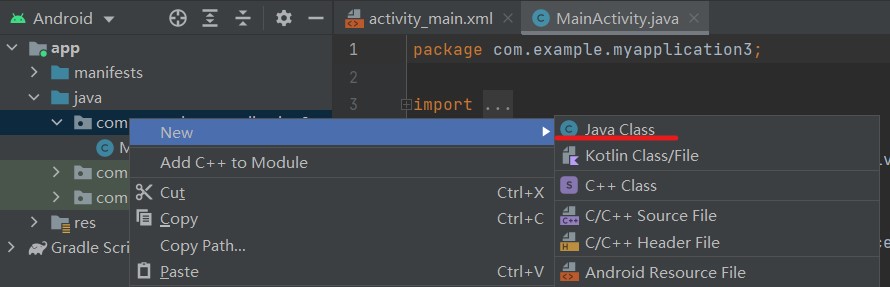 Android
activity_main.xml
MainActivity.java
app
manifests
java
com
M
com
com
res
Gradle Scri
1 package com.example.myapplication3;
2
3 import ...
New
Add C++ to Module
Cut Ctrl+X
Copy Ctrl+C
Copy Path...
Paste Ctrl+V
Java Class
Kotlin Class/File
C++ Class
C/C++ Source File
C/C++ Header File
Android Resource File